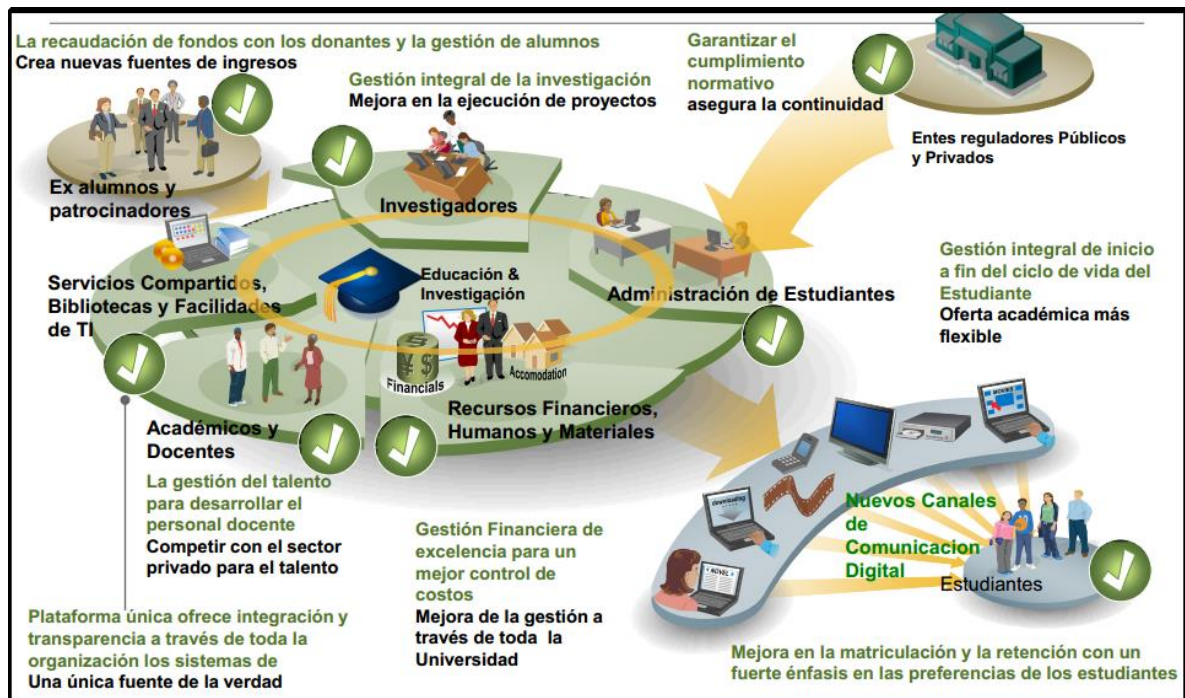 La recaudación de fondos con los donantes y la gestión de alumnos
Crea nuevas fuentes de ingresos
Gestión integral de la investigación
Mejora en la ejecución de proyectos
Garantizar el
cumplimiento
normativo
asegura la continuidad
Entes reguladores Públicos
y Privados
Ex alumnos y
patrocinadores
Investigadores
Servicios Compartidos,
Bibliotecas y Facilidades
de TI
Educación &
Investigación
Administración de Estudiantes
Gestión integral de inicio
a fin del ciclo de vida del
Estudiante
Oferta académica más
flexible
Financials
Accomodation
Académicos y
Docentes
Recursos Financieros,
Humanos y Materiales
La gestión del talento
para desarrollar el
personal docente
Competir con el sector
privado para el talento
Gestión Financiera de
excelencia para un
mejor control de
costos
Mejora de la gestión a
través de toda la
Universidad
MOVING
downloading
NOVEL
Nuevos Canales
de
Comunicacion
Digital
Estudiantes
Plataforma única ofrece integración y
transparencia a través de toda la
organización los sistemas de
Una única fuente de la verdad
Mejora en la matriculación y la retención con un
fuerte énfasis en las preferencias de los estudiantes